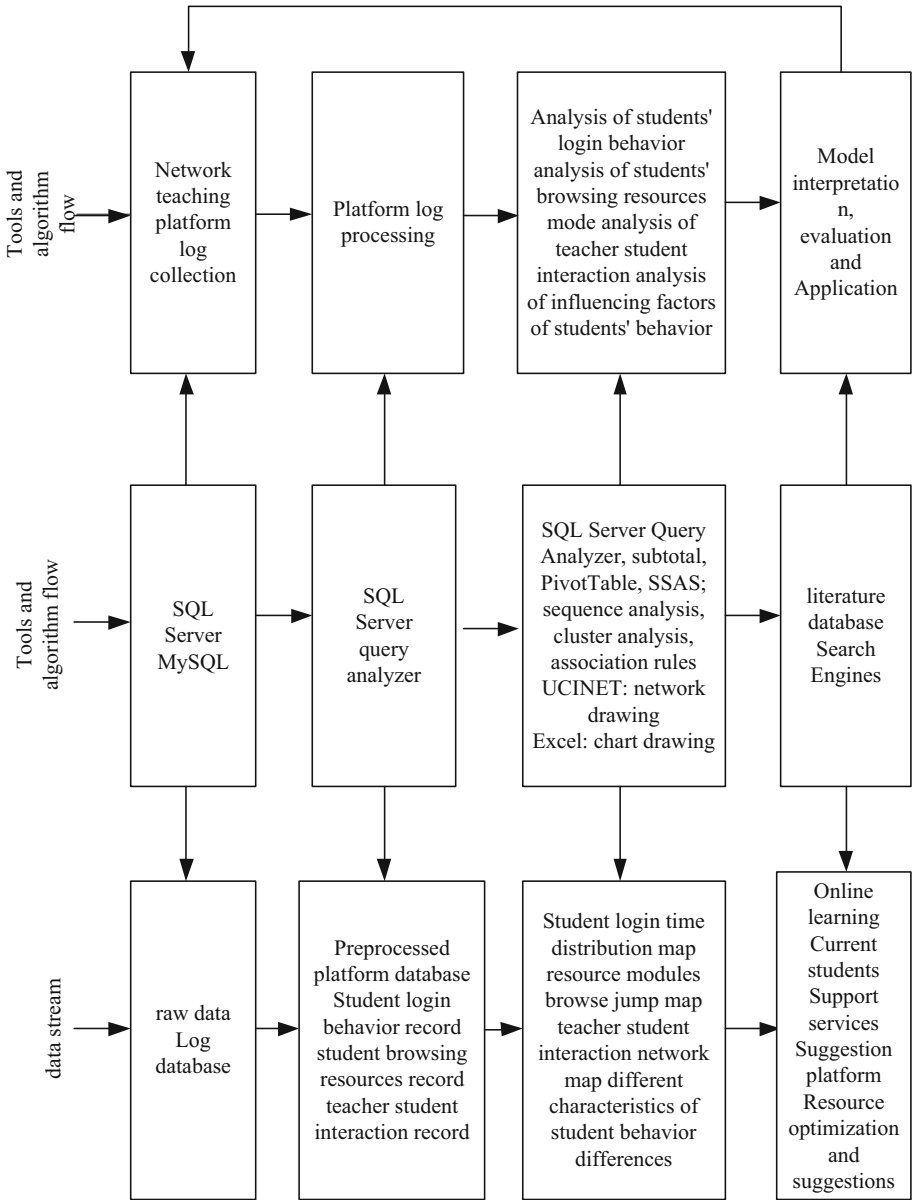 Tools and
algorithm
flow
Network
teaching
platform
log
collection
Platform log
processing
Analysis of students'
login behavior
analysis of students'
browsing resources
mode analysis of
teacher student
interaction analysis
of influencing factors
of students' behavior
Model
interpretatio
n,
evaluation
and
Application
Tools and
algorithm flow
SQL
Server
MySQL
SQL
Server
query
analyzer
SQL Server Query
Analyzer, subtotal,
PivotTable, SSAS;
sequence analysis,
cluster analysis,
association rules
UCINET: network
drawing
Excel: chart drawing
literature
database
Search
Engines
data stream
raw data
Log
database
Preprocessed
platform database
Student login
behavior record
student browsing
resources record
teacher student
interaction record
Student login time
distribution map
resource modules
browse jump map
teacher student
interaction network
map different
characteristics of
student behavior
differences
Online
learning
Current
students
Support
services
Suggestion
platform
Resource
optimization
and
suggestions